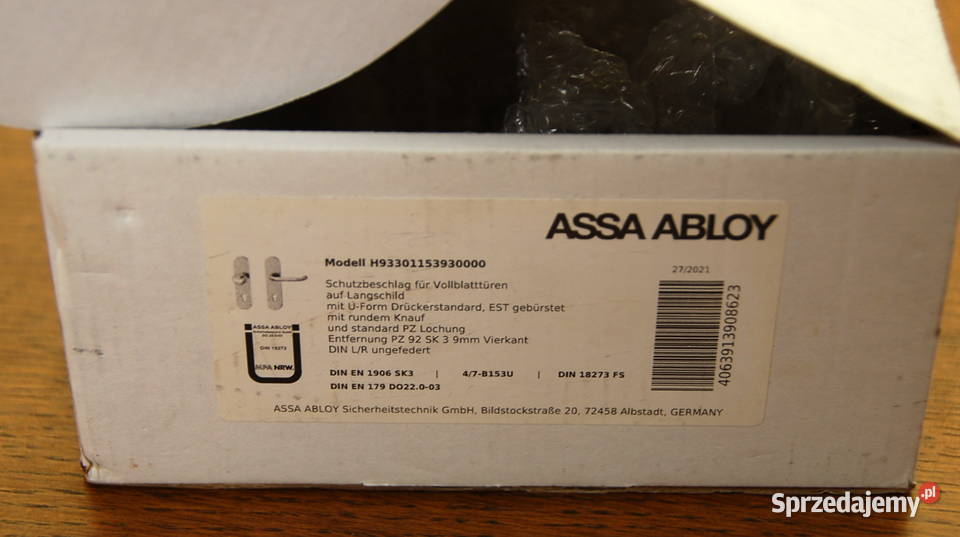 ASSA ABLOY
27/2021
Modell H93301153930000
Schutzbeschlag für Vollblatttüren
auf Langschild
mit U-Form Drückerstandard, EST gebürstet
mit rundem Knauf
und standard PZ Lochung
Entfernung PZ 92 SK 3 9mm Vierkant
DIN L/R ungefedert
ASSA ABLOY
DIN 18273
MPA NRW.
DIN EN 1906 SK3 | 4/7-B153U | DIN 18273 FS
DIN EN 179 DO22.0-03
4063913908623
ASSA ABLOY Sicherheitstechnik GmbH, Bildstockstraße 20, 72458 Albstadt, GERMANY
Sprzedajemy.pl